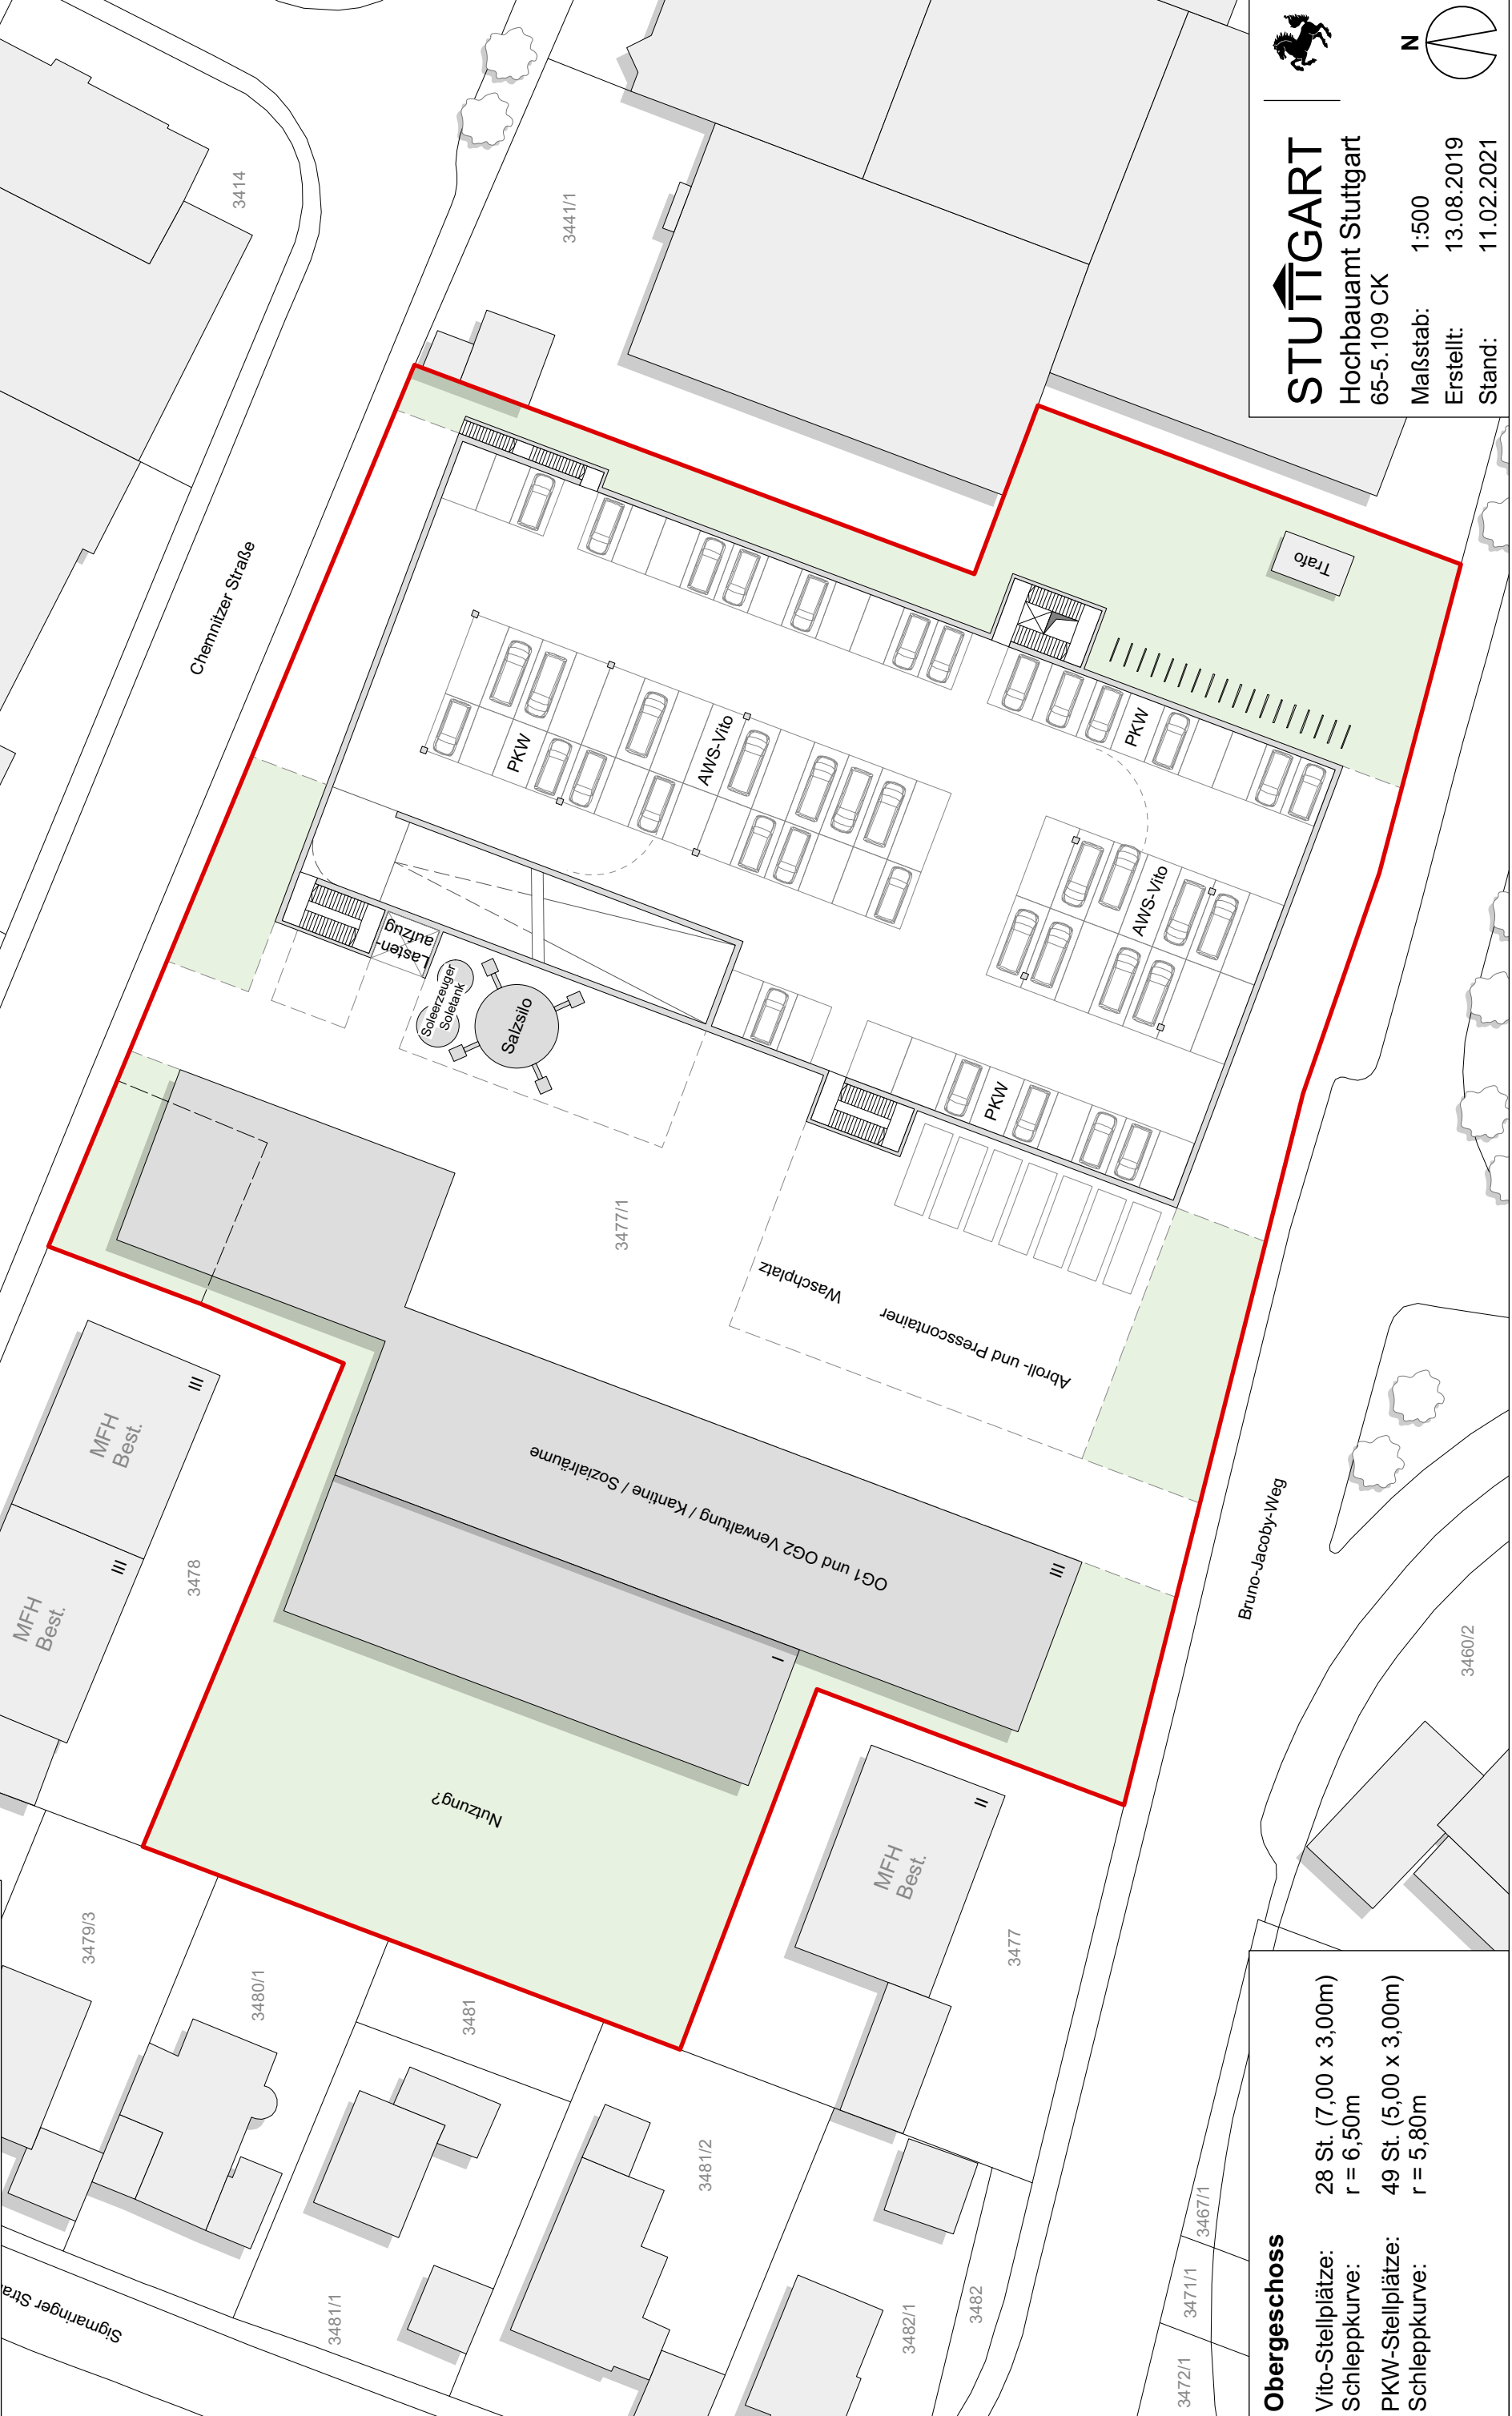 Chemnitzer Straße
3414
3441/1
STUTTGART
Hochbauamt Stuttgart
65-5.109 CK
Maßstab: 1:500
Erstellt: 13.08.2019
Stand: 11.02.2021
N
Trafo
PKW
AWS-Vito
PKW
AWS-Vito
PKW
Lasten-
aufzug
Soleerzeuger
Soletank
Salzsilo
3477/1
Waschplatz
Abroll- und Presscontainer
OG1 und OG2 Verwaltung / Kantine / Sozialräume
III
I
Nutzung?
MFH
Best.
III
MFH
Best.
III
3478
MFH
Best.
II
3477
Bruno-Jacoby-Weg
3460/2
3479/3
3480/1
3481
3481/2
3481/1
3482/1
3482
3467/1
3471/1
3472/1
Sigmaringer Stra
Obergeschoss
Vito-Stellplätze: 28 St. (7,00 x 3,00m)
Schleppkurve: r = 6,50m
PKW-Stellplätze: 49 St. (5,00 x 3,00m)
Schleppkurve: r = 5,80m